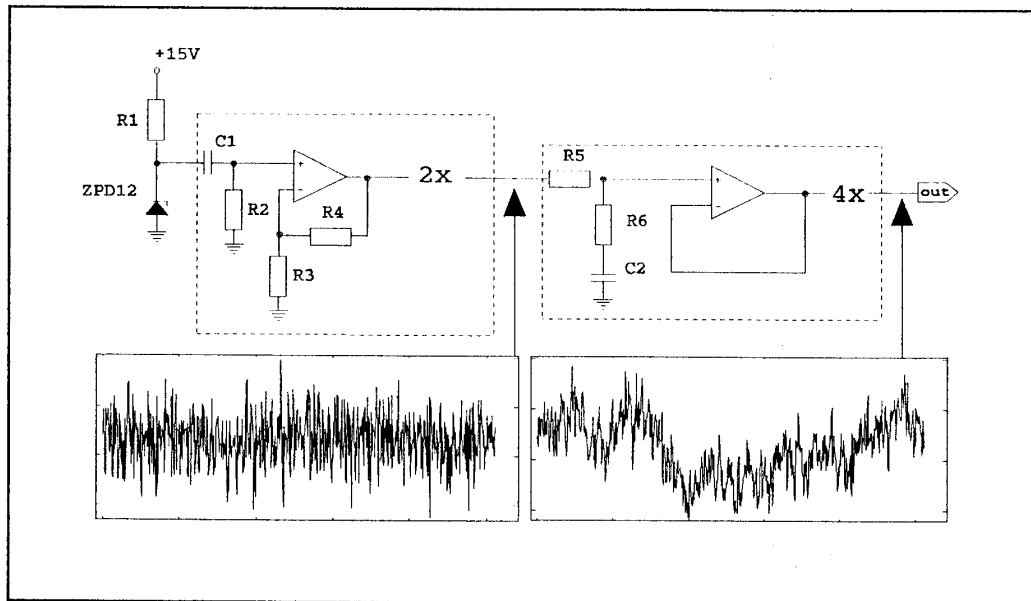 +15V
R1
C1
ZPD12
R2
+
−
R4
R3
2x
R5
R6
C2
+
−
4x
out